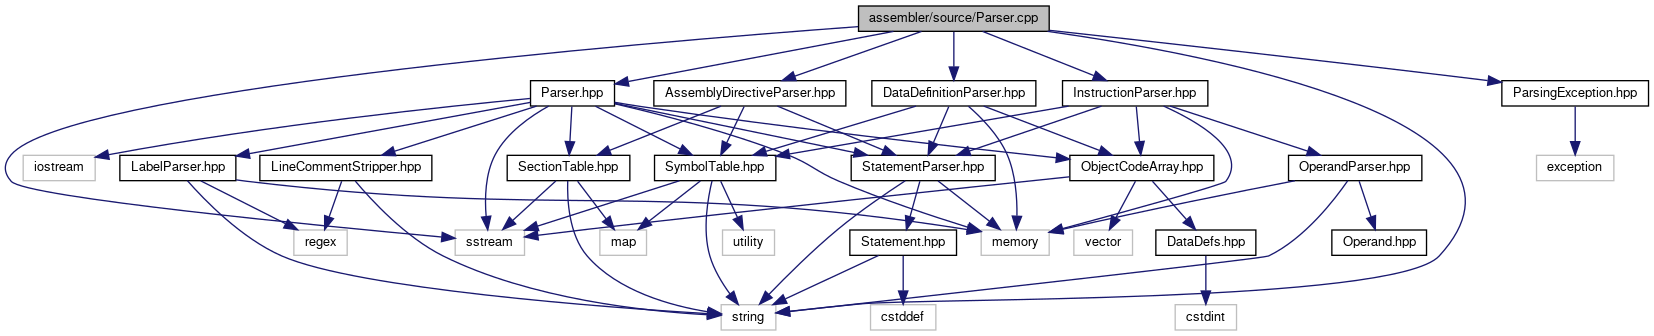 assembler/source/Parser.cpp
Parser.hpp
AssemblyDirectiveParser.hpp
DataDefinitionParser.hpp
InstructionParser.hpp
ParsingException.hpp
iostream
LabelParser.hpp
LineCommentStripper.hpp
SectionTable.hpp
SymbolTable.hpp
StatementParser.hpp
ObjectCodeArray.hpp
OperandParser.hpp
exception
regex
sstream
map
utility
Statement.hpp
memory
vector
DataDefs.hpp
Operand.hpp
string
cstddef
cstdint